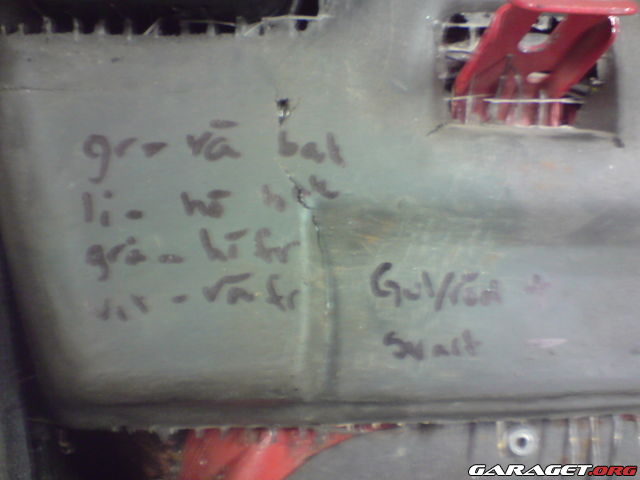 gr - vä bak
li - hö bak
grå - hö fr
vit - vä fr
Gul/röd +
svart
GARAGET.ORG